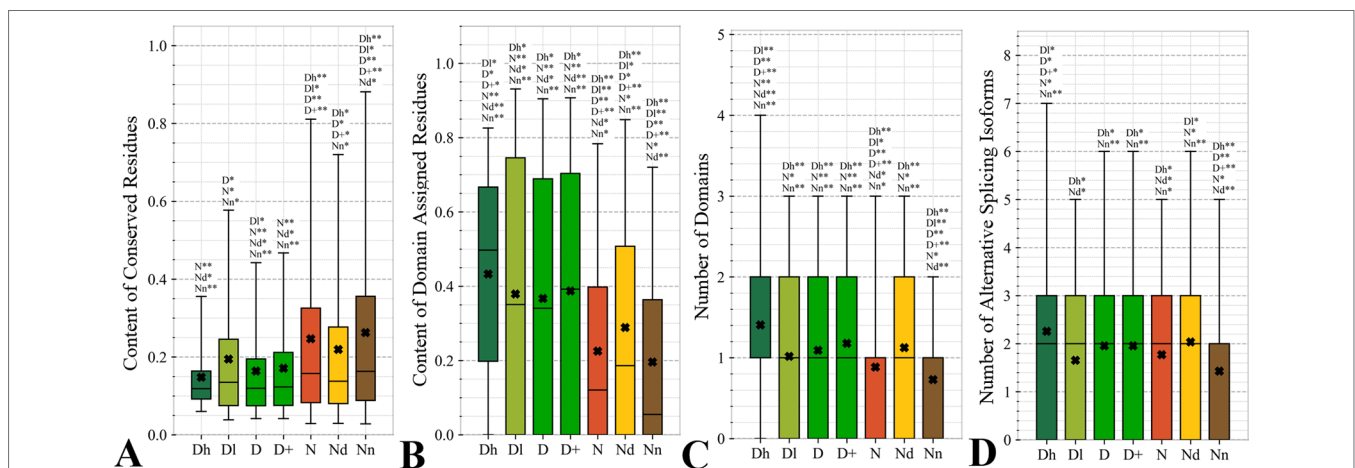 Content of Conserved Residues
1.0
0.8
0.6
0.4
0.2
0.0
N**
Nd*
Nn**
D*
N*
Nn*
Dl*
N**
Nd*
Nn**
N**
Nd*
Nn**
Dh**
Dl*
D**
D+**
Dh*
D*
D+*
Nn*
Dh**
Dl*
D**
D+**
Nd*
A
Dh Dl D D+ N Nd Nn
Content of Domain Assigned Residues
1.0
0.8
0.6
0.4
0.2
0.0
Dl*
D*
D+*
N**
Nd**
Nn**
Dh*
N**
Nd*
Nn**
Dh**
N**
Nd*
Nn**
Dh*
N**
Nd**
Nn**
Dh**
Dl**
D**
D+**
Nd*
Nn*
Dh**
Dl*
D*
D+**
N*
Nn**
Dh**
Dl**
D**
D+**
N*
Nd**
B
Dh Dl D D+ N Nd Nn
Number of Domains
5
4
3
2
1
0
Dl**
D**
D+*
N**
Nd**
Nn**
Dh**
N*
Nn**
Dh**
N**
Nn**
Dh**
N**
Nn**
Dh**
Dl*
D**
D+**
Nd*
Nn*
Dh**
N*
Nn**
Dh**
Dl**
D**
D+**
N*
Nd**
C
Dh Dl D D+ N Nd Nn
Number of Alternative Splicing Isoforms
8
7
6
5
4
3
2
1
0
Dl*
D*
D+*
N*
Nn**
Dh*
Nd*
Dh*
Nn**
Dh*
Nn**
Dh*
Nd*
Nn*
Dl*
N*
Nn**
Dh**
D**
D+**
N*
Nd**
D
Dh Dl D D+ N Nd Nn